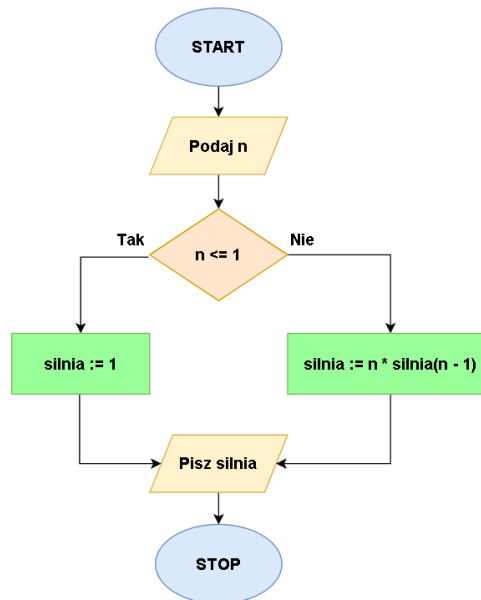 START
Podaj n
Tak
Nie
n <= 1
silnia := 1
silnia := n * silnia(n - 1)
Pisz silnia
STOP